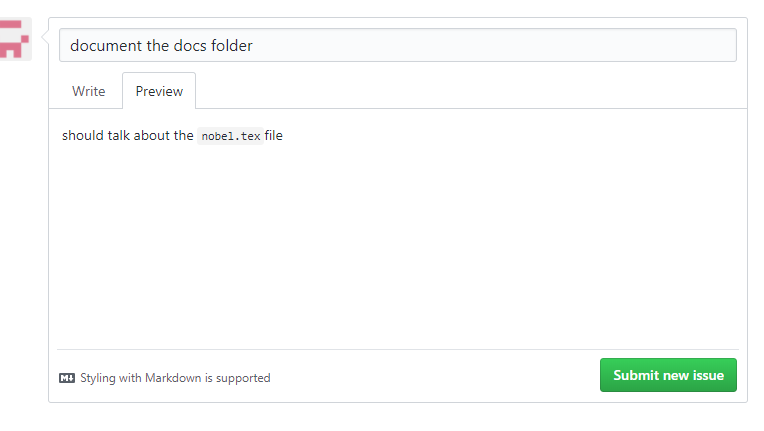 document the docs folder
Write Preview
should talk about the nobel.tex file
M↓ Styling with Markdown is supported
Submit new issue